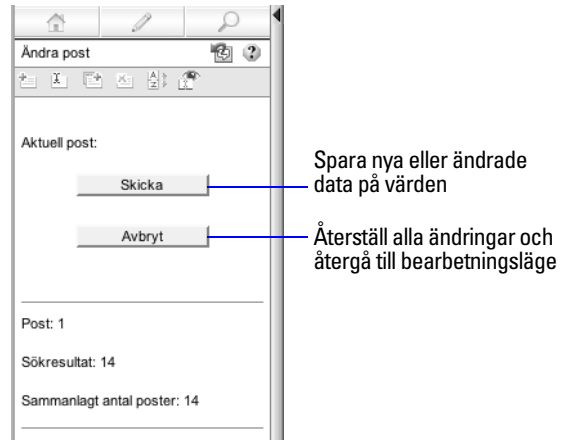 Ändra post
Aktuell post:
Skicka
Spara nya eller ändrade
data på värden
Avbryt
Återställ alla ändringar och
återgå till bearbetningsläge
Post: 1
Sökresultat: 14
Sammanlagt antal poster: 14